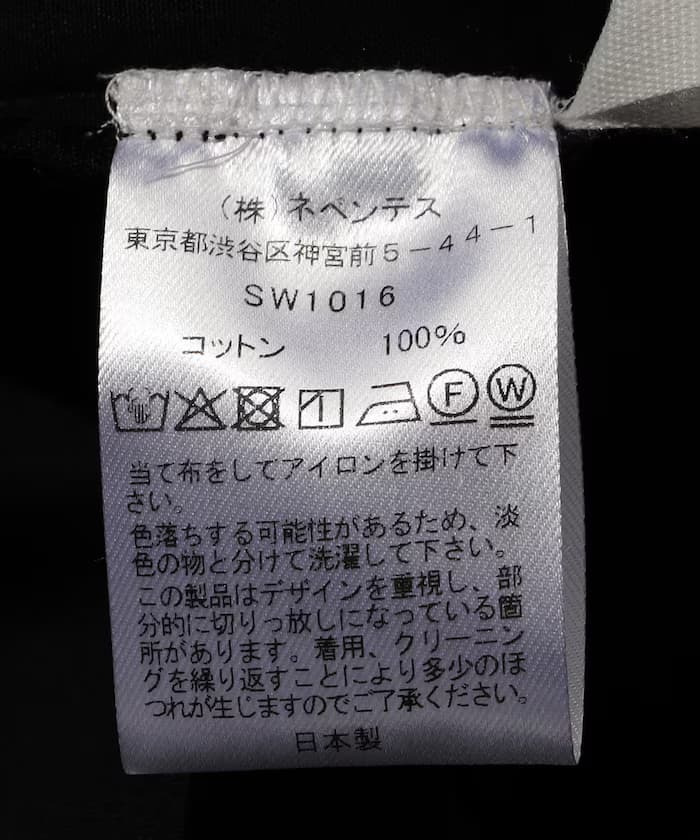 （株）ネペンテス
東京都渋谷区神宮前５－４４－１
SW1016
コットン 100%
F W
当て布をしてアイロンを掛けて下
さい。
色落ちする可能性があるため、淡
色の物と分けて洗濯して下さい。
この製品はデザインを重視し、部
分的に切りっ放しになっている箇
所があります。着用、クリーニン
グを繰り返すことにより多少のほ
つれが生じますのでご了承ください。
日本製